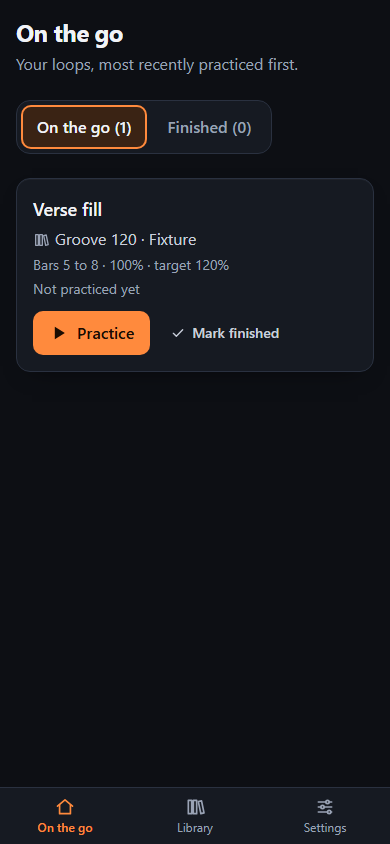 On the go
Your loops, most recently practiced first.
On the go (1)
Finished (0)
Verse fill
Groove 120 · Fixture
Bars 5 to 8 · 100% · target 120%
Not practiced yet
Practice
Mark finished
On the go
Library
Settings